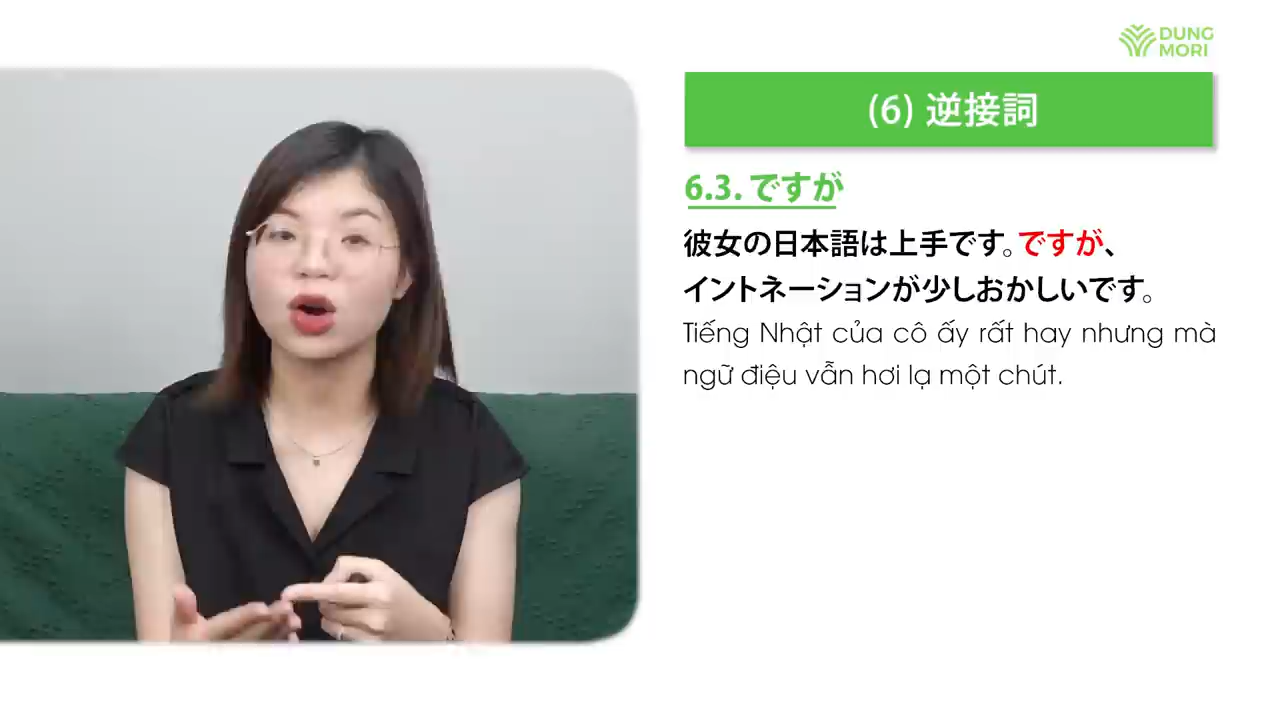 DUNG
MORI
(6) 逆接詞
6.3. ですが
彼女の日本語は上手です。ですが、
イントネーションが少しおかしいです。
Tiếng Nhật của cô ấy rất hay nhưng mà
ngữ điệu vẫn hơi lạ một chút.